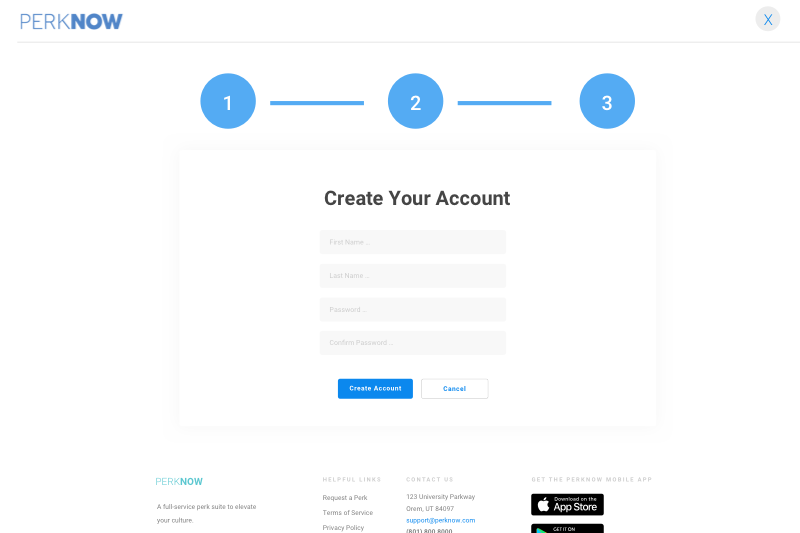 PERKNOW
X
1 2 3
Create Your Account
First Name ...
Last Name ...
Password ...
Confirm Password ...
Create Account Cancel
PERKNOW
A full-service perk suite to elevate
your culture.
HELPFUL LINKS
Request a Perk
Terms of Service
Privacy Policy
CONTACT US
123 University Parkway
Orem, UT 84097
support@perknow.com
(801) 800 8000
GET THE PERKNOW MOBILE APP
Download on the
App Store
GET IT ON